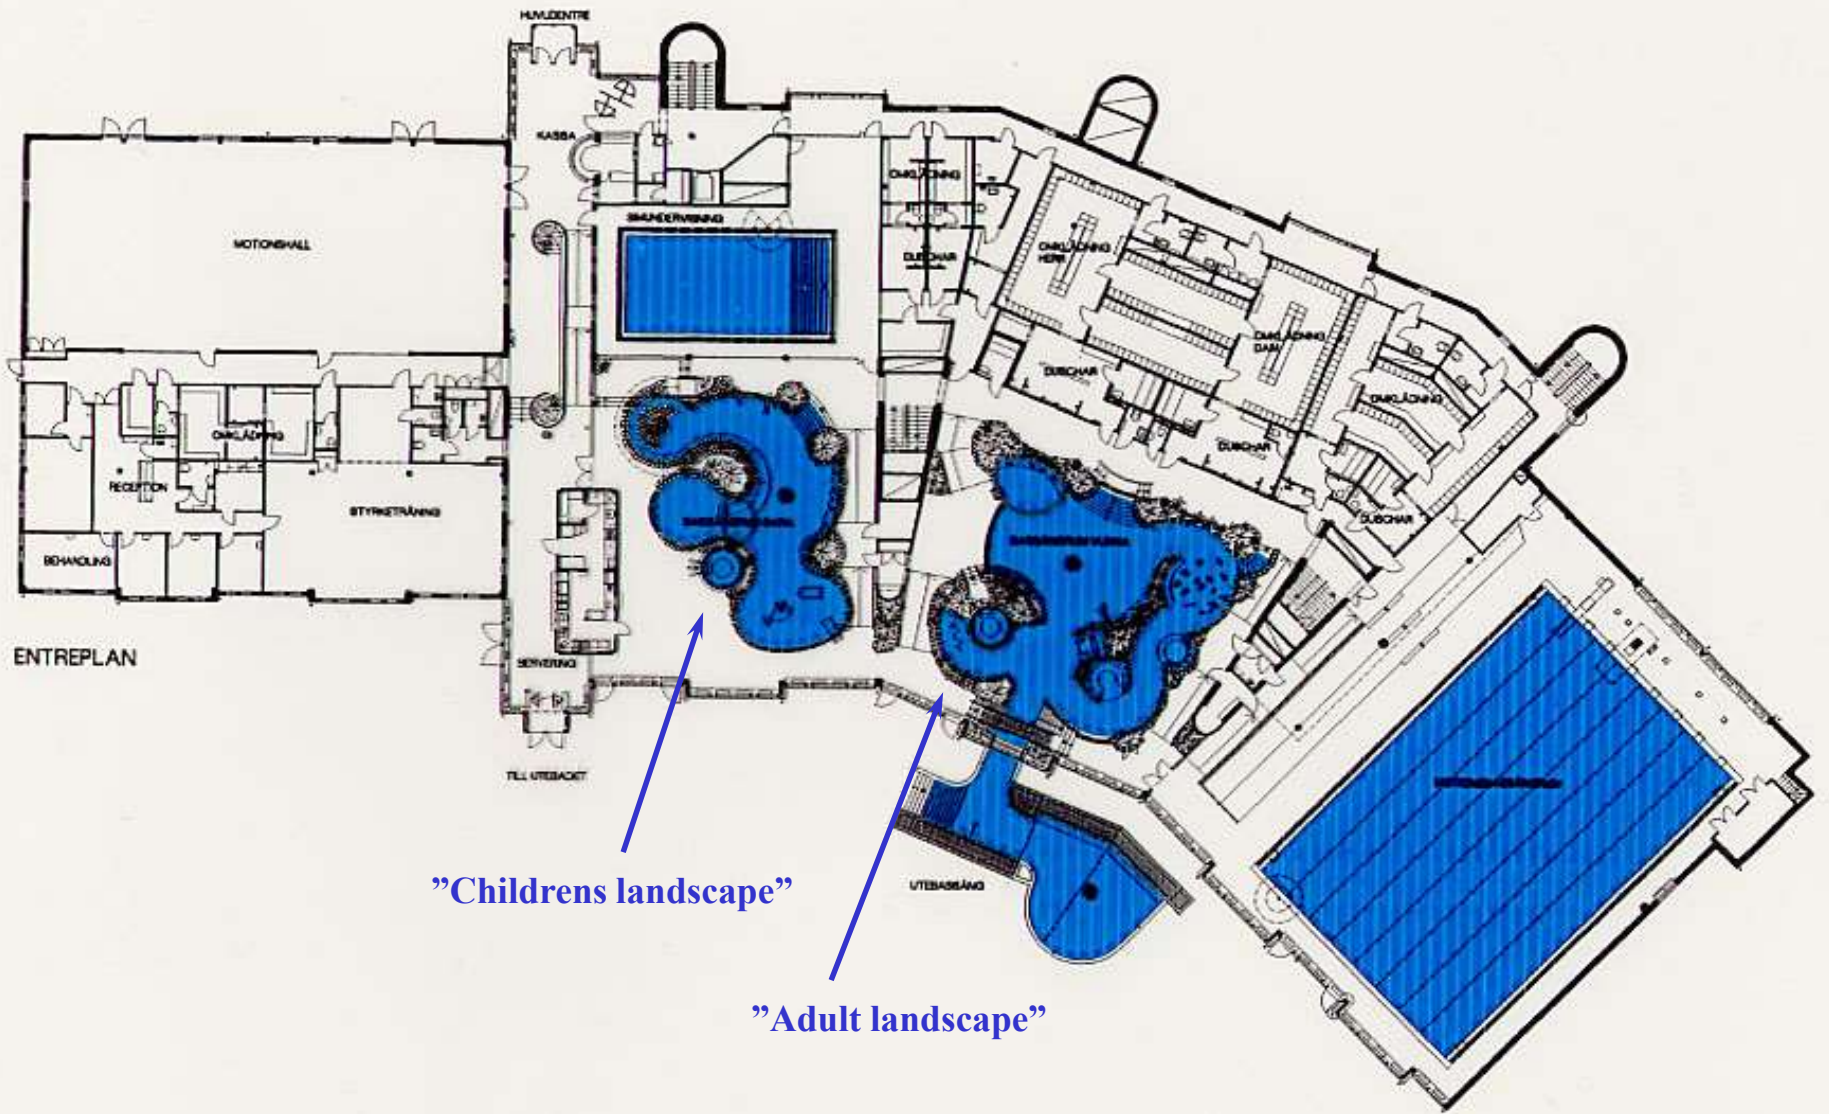 HUVUDENTRE
KASSA
OMKLÄDNING
SIMUNDERVISNING
MOTIONSHALL
DUSCHAR
OMKLÄDNING
HERR
OMKLÄDNING
DAM
DUSCHAR
OMKLÄDNING
OMKLÄDNING
DUSCHAR
RECEPTION
STYRKETRÄNING
DUSCHAR
BEHANDLING
ENTREPLAN
SERVERING
TILL UTEBADET
UTEBASSÄNG
”Childrens landscape”
”Adult landscape”